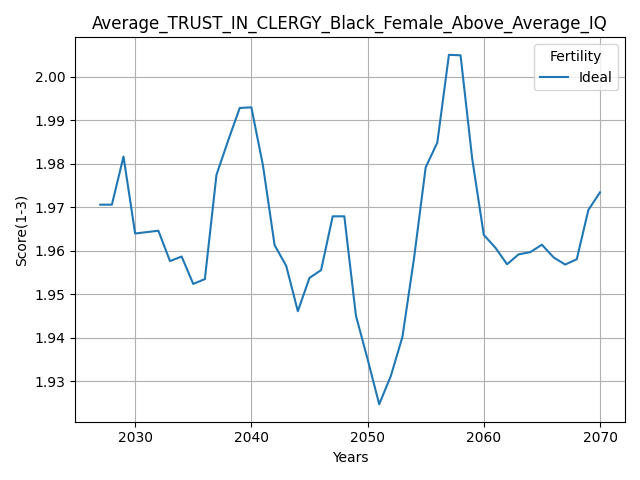 Average_TRUST_IN_CLERGY_Black_Female_Above_Average_IQ
Fertility
Ideal
2.00
1.99
1.98
1.97
1.96
1.95
1.94
1.93
Score(1-3)
2030 2040 2050 2060 2070
Years